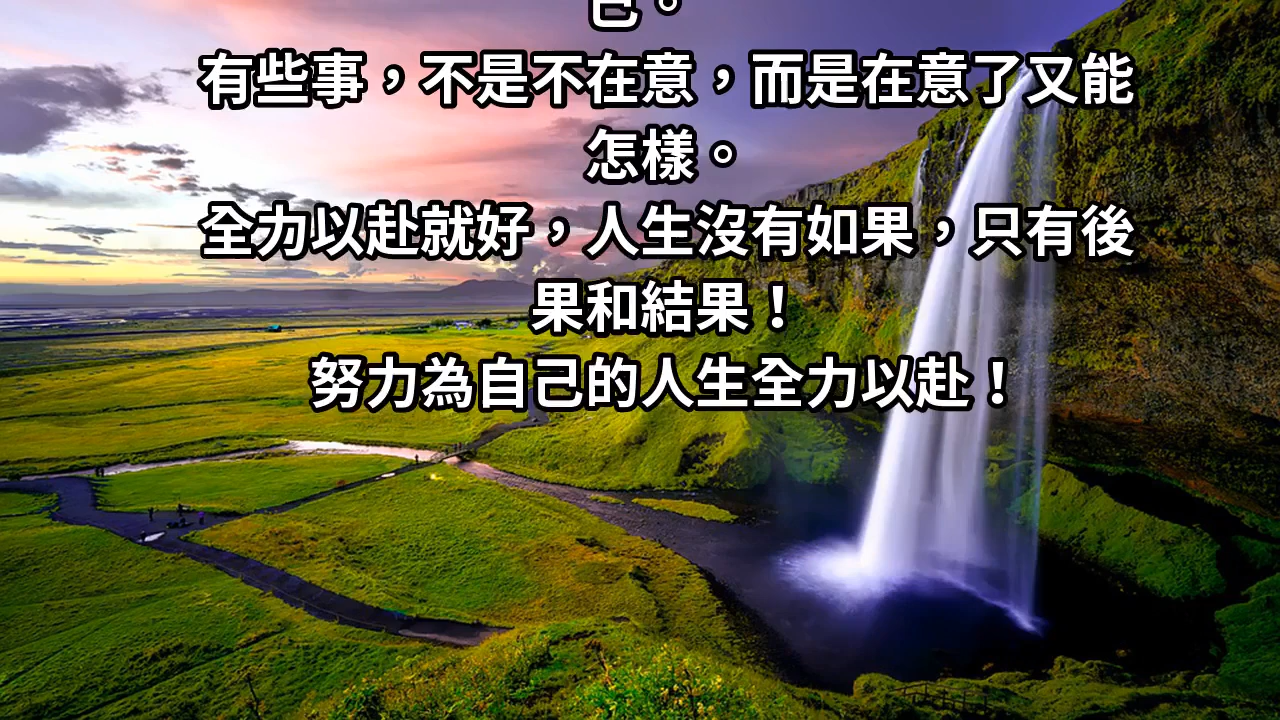 有些事，不是不在意，而是在意了又能
怎樣。
全力以赴就好，人生沒有如果，只有後
果和結果！
努力為自己的人生全力以赴！